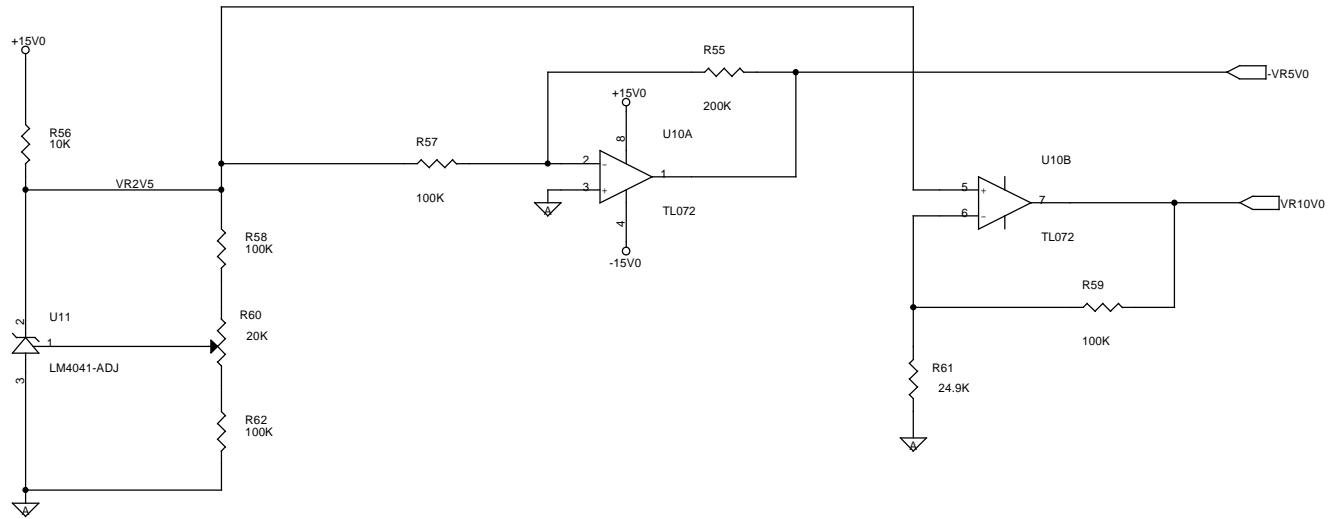 +15V0
R56
10K
VR2V5
R58
100K
R60
20K
2
U11
1
LM4041-ADJ
3
R62
100K
A
R57
100K
R55
200K
+15V0
8
U10A
2
-
3
+
1
A
TL072
4
-15V0
-VR5V0
U10B
5
+
6
-
7
TL072
VR10V0
R59
100K
R61
24.9K
A